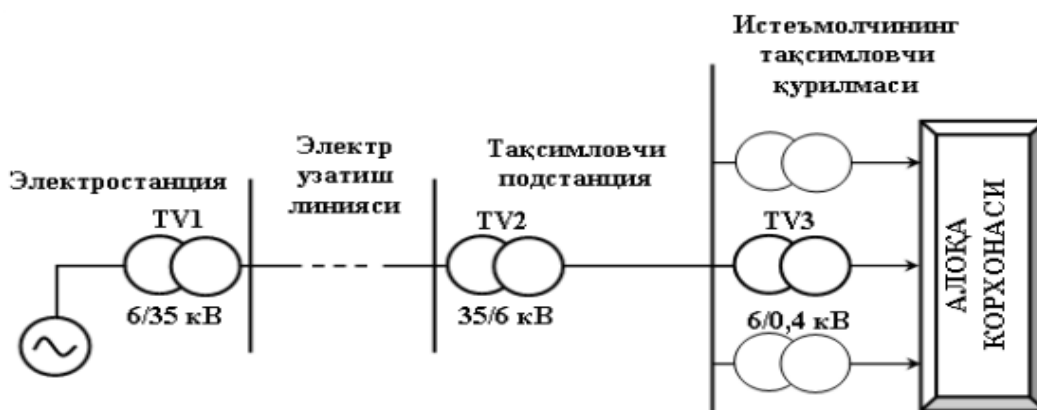 Истеъмолчининг
тақсимловчи
қурилмаси
Электр
узатиш
линияси
Тақсимловчи
подстанция
Электростанция
TV1
TV2
TV3
6/35 кВ
35/6 кВ
6/0,4 кВ
АЛОҚА
КОРХОНАСИ